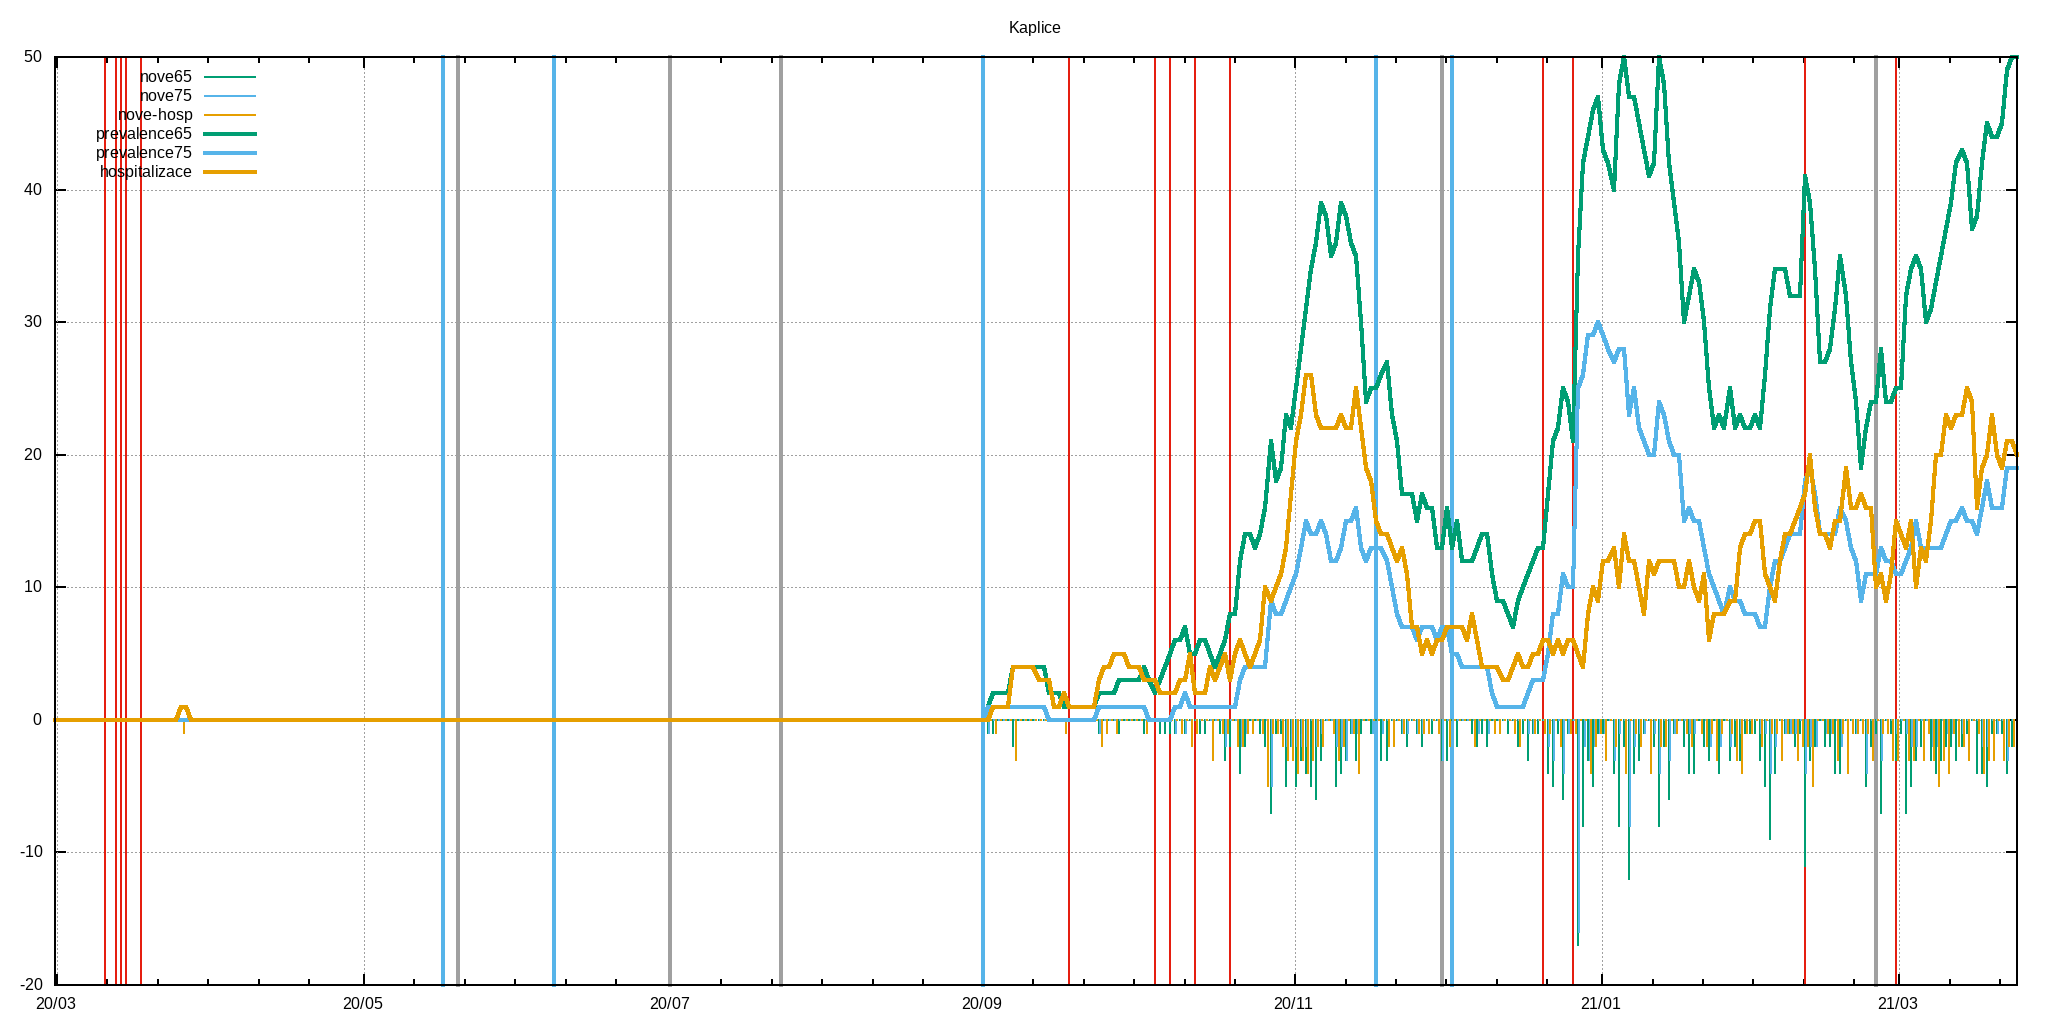 Kaplice
50
nove65
nove75
nove-hosp
prevalence65
prevalence75
hospitalizace
40
30
20
10
0
-10
-20
20/03 20/05 20/07 20/09 20/11 21/01 21/03